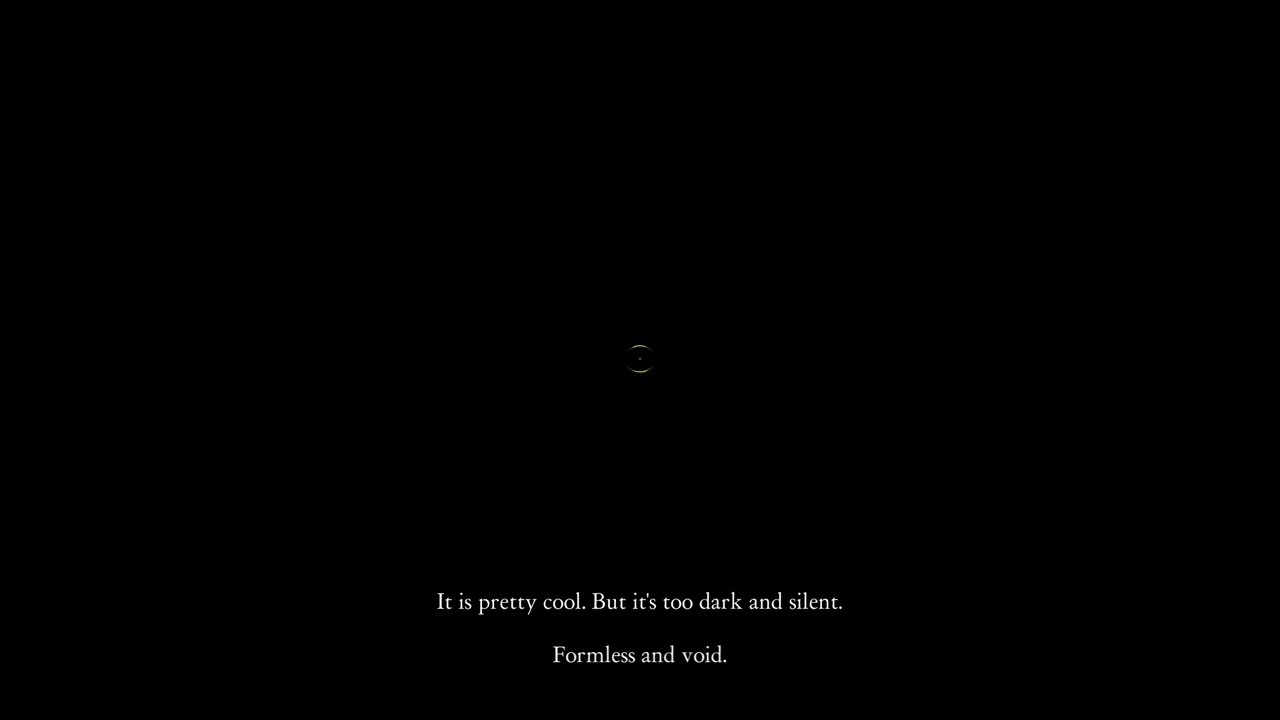 It is pretty cool. But it's too dark and silent.
Formless and void.